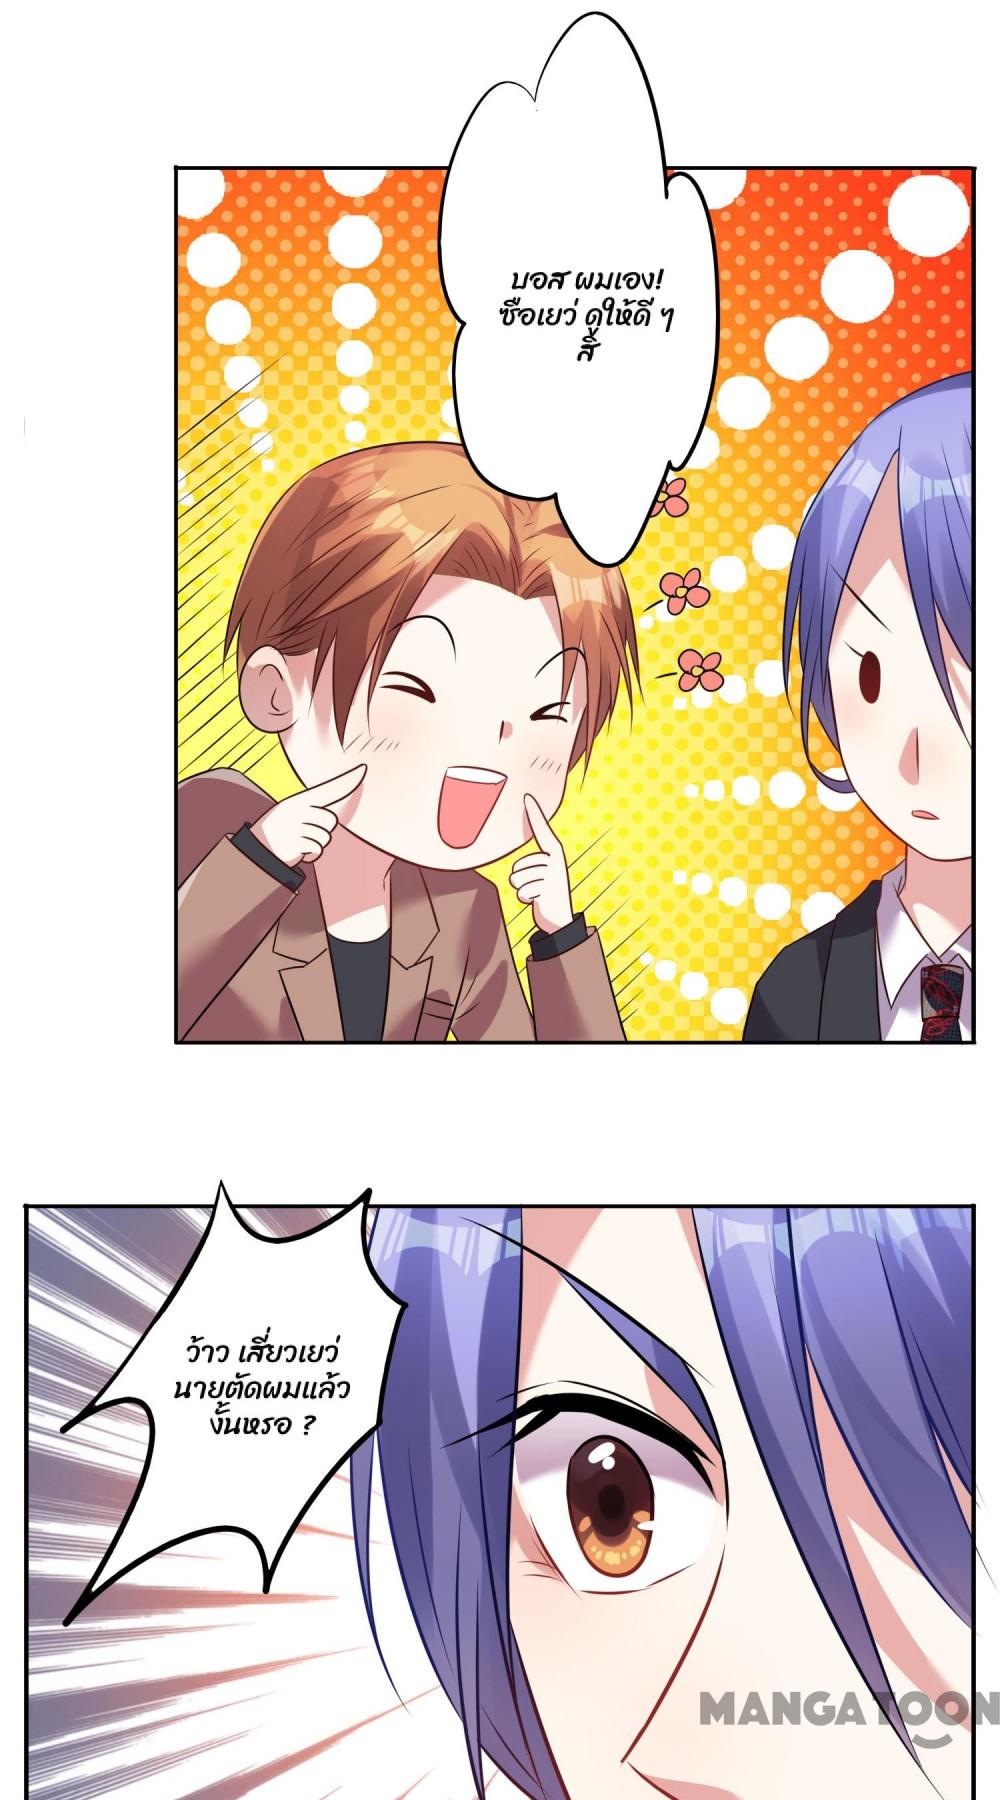 บอส ผมเอง!
ซือเยว่ ดูให้ดี ๆ
สิ
ว้าว เสี่ยวเยว่
นายตัดผมแล้ว
งั้นหรอ ?
MANGATOON